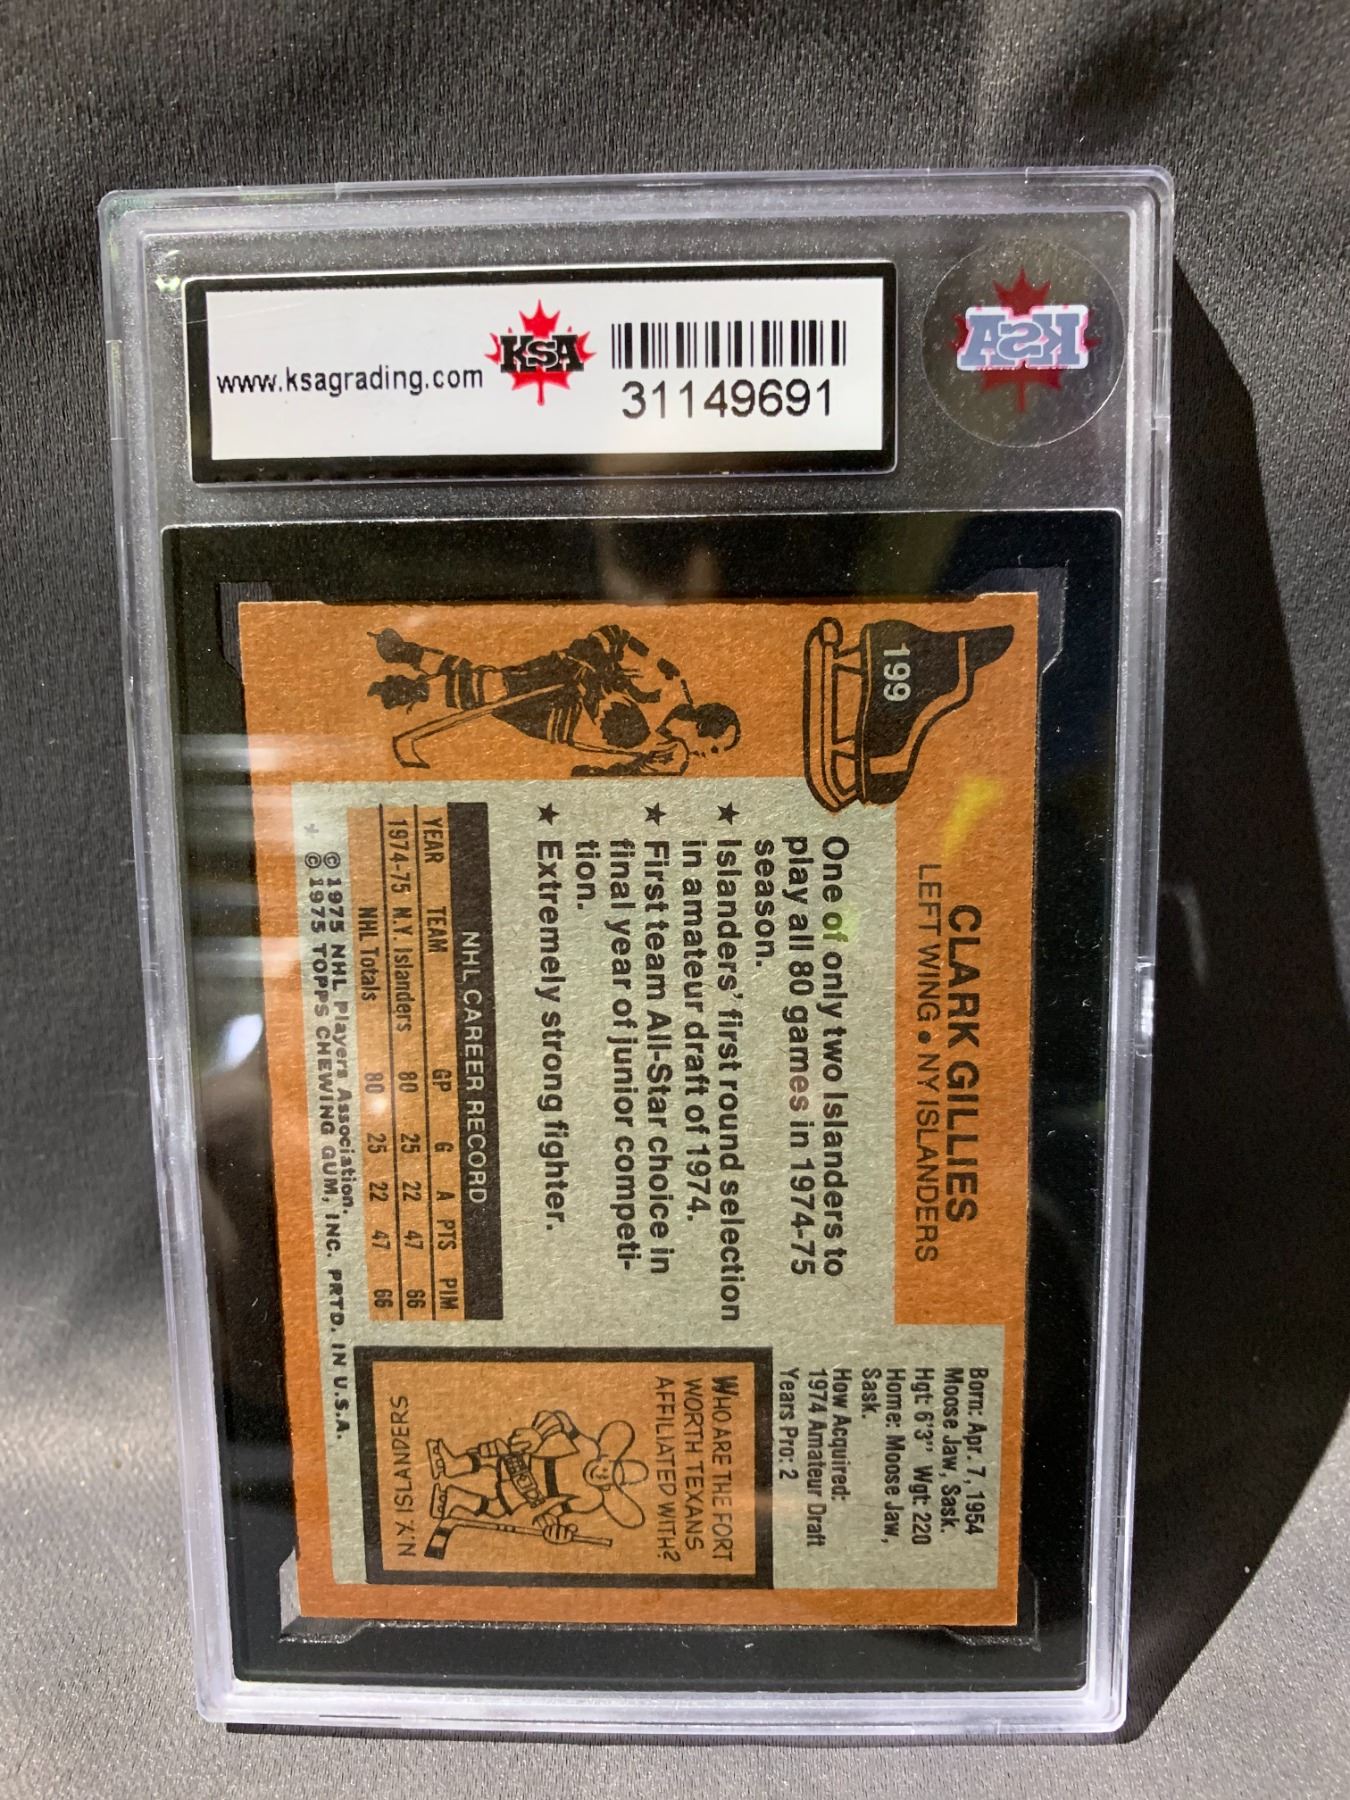 www.ksagrading.com
KSA
31149691
KSA
199
CLARK GILLIES
LEFT WING • NY ISLANDERS
Born: Apr. 7, 1954
Moose Jaw, Sask.
Hgt: 6'3" Wgt: 220
Home: Moose Jaw,
Sask.
How Acquired:
1974 Amateur Draft
Years Pro: 2
One of only two Islanders to
play all 80 games in 1974-75
season.
★ Islanders' first round selection
in amateur draft of 1974.
★ First team All-Star choice in
final year of junior competi-
tion.
★ Extremely strong fighter.
NHL CAREER RECORD
YEAR TEAM GP G A PTS PIM
1974-75 N.Y. Islanders 80 25 22 47 66
NHL Totals 80 25 22 47 66
© 1975 NHL Players Association.
* © 1975 TOPPS CHEWING GUM, INC. PRTD. IN U.S.A.
WHO ARE THE FORT
WORTH TEXANS
AFFILIATED WITH?
N.Y. ISLANDERS